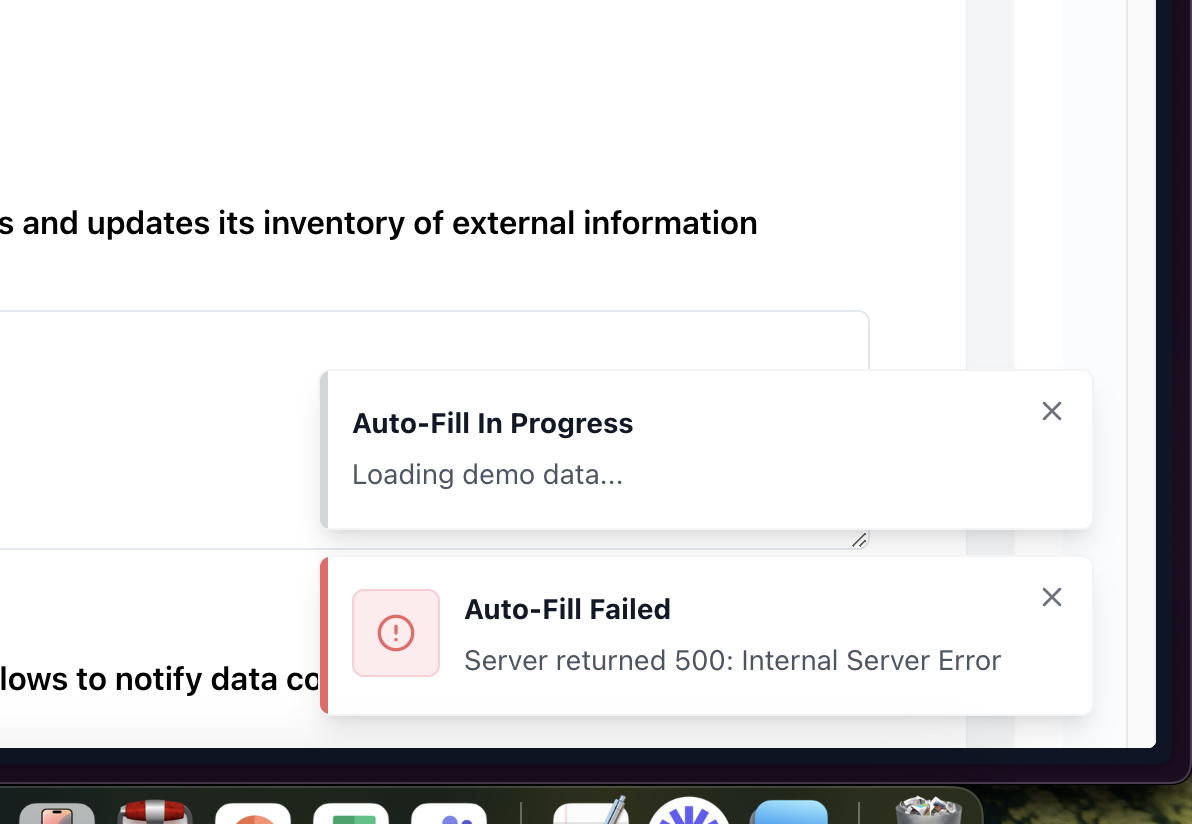 s and updates its inventory of external information
Auto-Fill In Progress
Loading demo data...
Auto-Fill Failed
Server returned 500: Internal Server Error
lows to notify data co